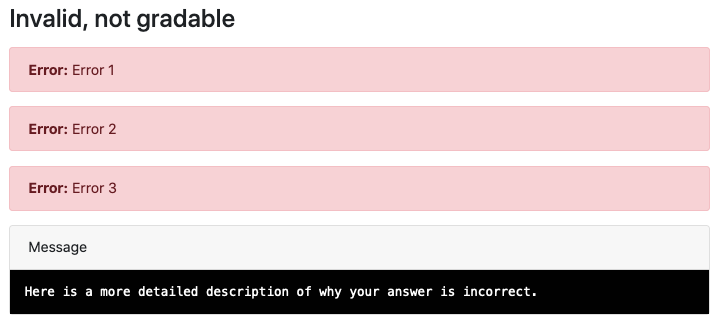 Invalid, not gradable
Error: Error 1
Error: Error 2
Error: Error 3
Message
Here is a more detailed description of why your answer is incorrect.